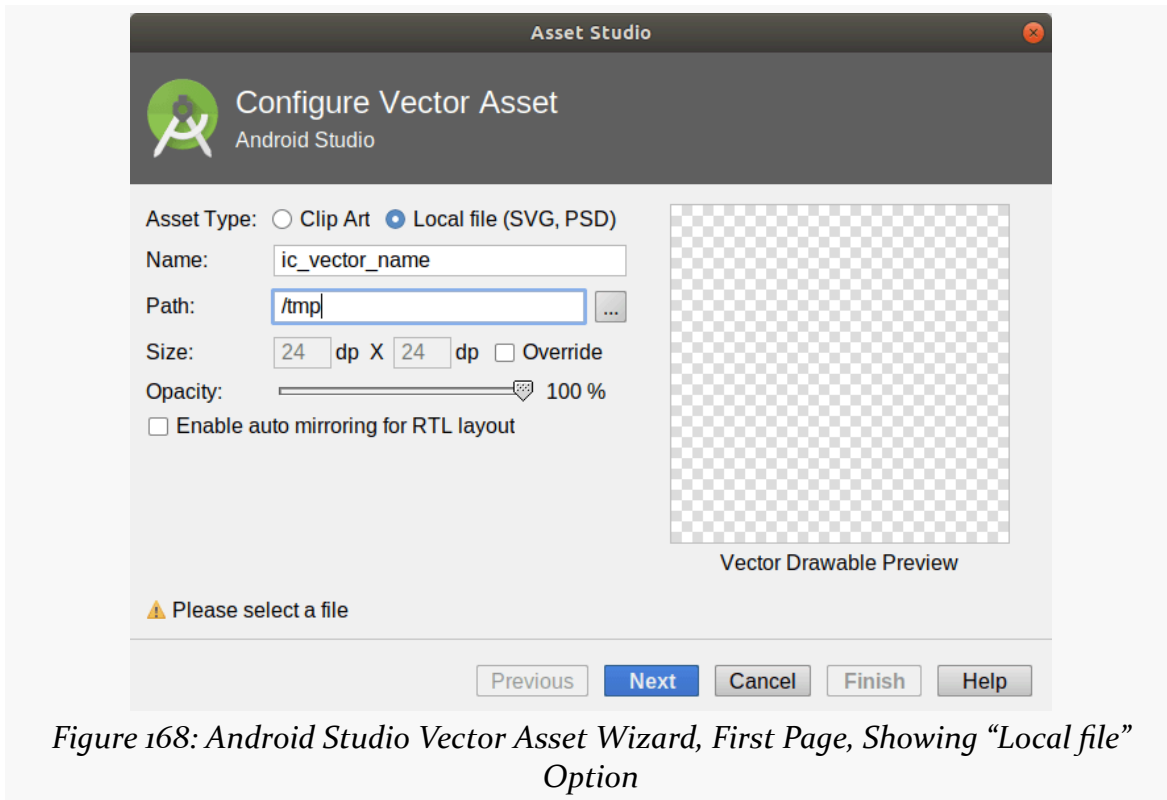 Asset Studio
Configure Vector Asset
Android Studio
Asset Type: Clip Art Local file (SVG, PSD)
Name: ic_vector_name
Path: /tmp ...
Size: 24 dp X 24 dp Override
Opacity: 100 %
Enable auto mirroring for RTL layout
Vector Drawable Preview
Please select a file
Previous Next Cancel Finish Help
Figure 168: Android Studio Vector Asset Wizard, First Page, Showing “Local file”
Option